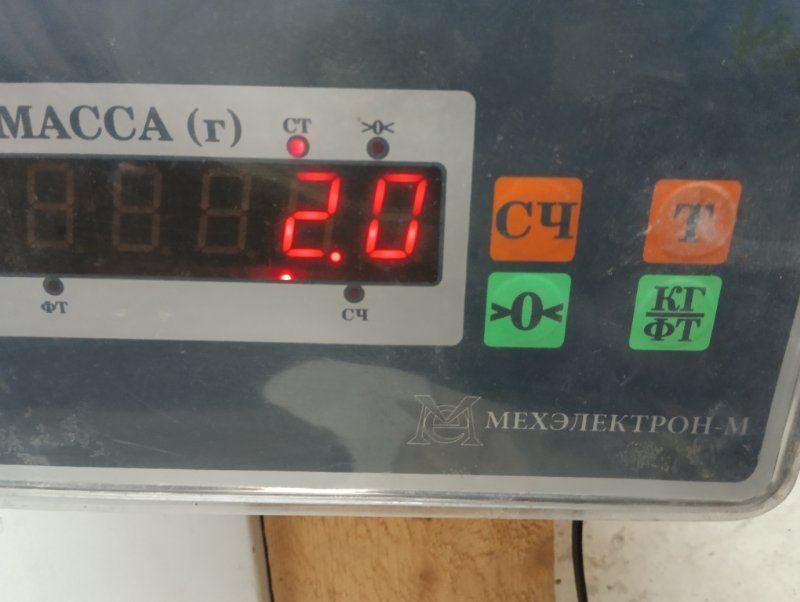 МАССА (г)
СТ
>0<
2.0
ФТ
СЧ
СЧ
Т
>0<
КГ
ФТ
МЕХЭЛЕКТРОН-М